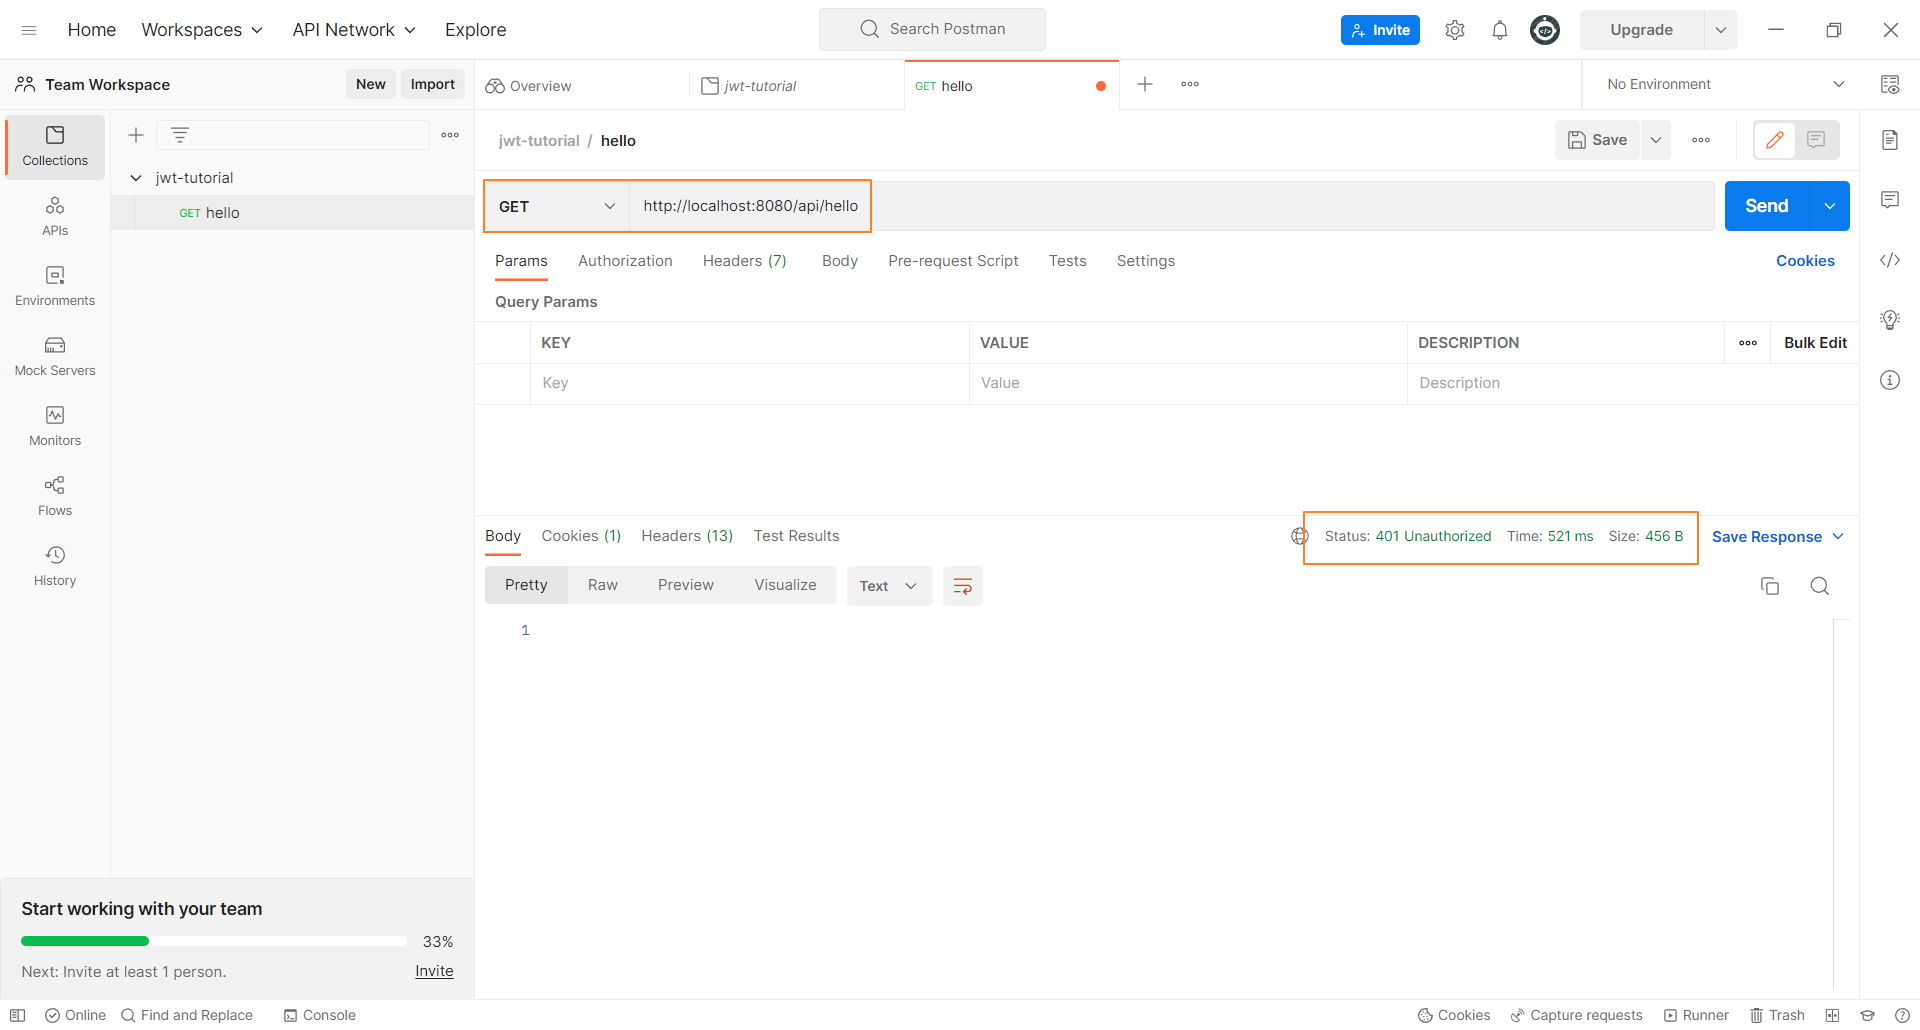 Home Workspaces API Network Explore Search Postman Invite Upgrade
Team Workspace New Import Overview jwt-tutorial GET hello No Environment
Collections
APIs
Environments
Mock Servers
Monitors
Flows
History
jwt-tutorial
GET hello
jwt-tutorial / hello Save
GET http://localhost:8080/api/hello Send
Params Authorization Headers (7) Body Pre-request Script Tests Settings Cookies
Query Params
KEY VALUE DESCRIPTION Bulk Edit
Key Value Description
Body Cookies (1) Headers (13) Test Results Status: 401 Unauthorized Time: 521 ms Size: 456 B Save Response
Pretty Raw Preview Visualize Text
1
Start working with your team
33%
Next: Invite at least 1 person. Invite
Online Find and Replace Console Cookies Capture requests Runner Trash